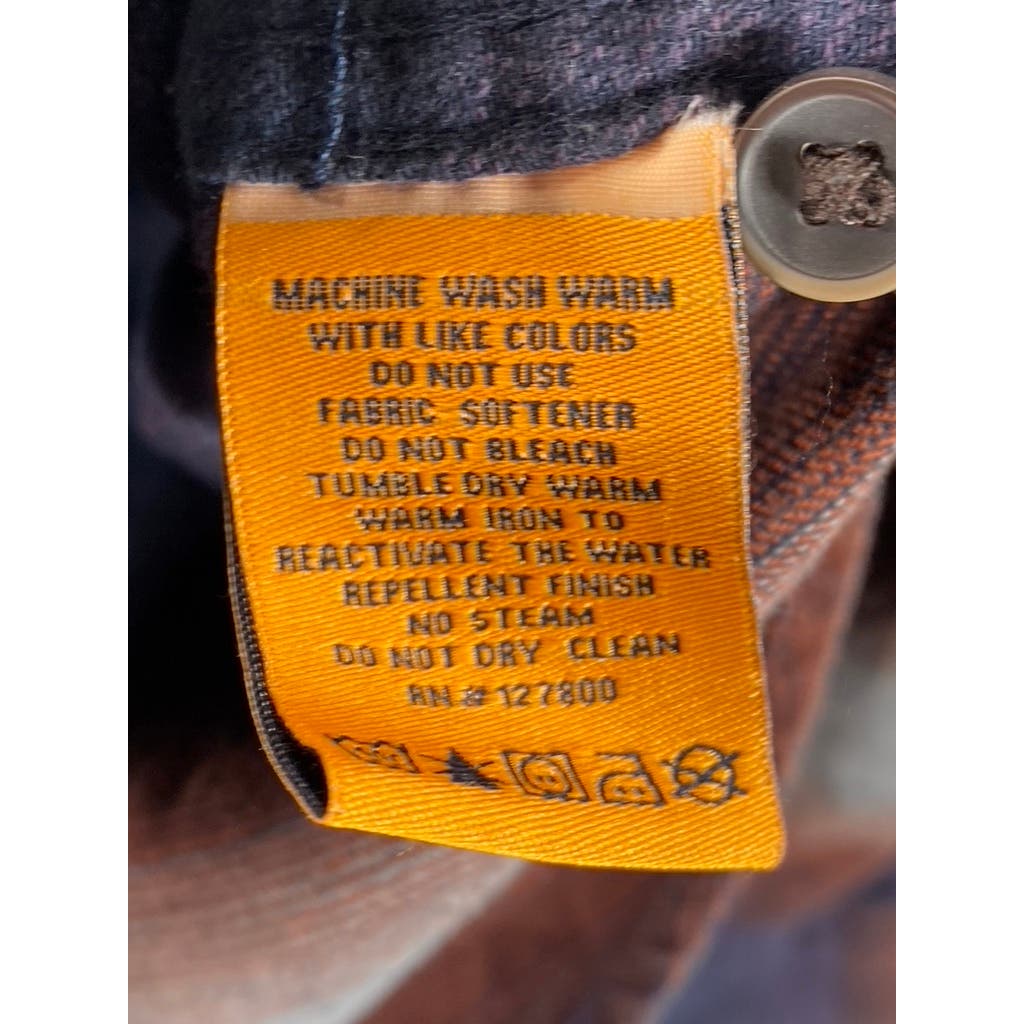 MACHINE WASH WARM
WITH LIKE COLORS
DO NOT USE
FABRIC SOFTENER
DO NOT BLEACH
TUMBLE DRY WARM
WARM IRON TO
REACTIVATE THE WATER
REPELLENT FINISH
NO STEAM
DO NOT DRY CLEAN
RN # 127800